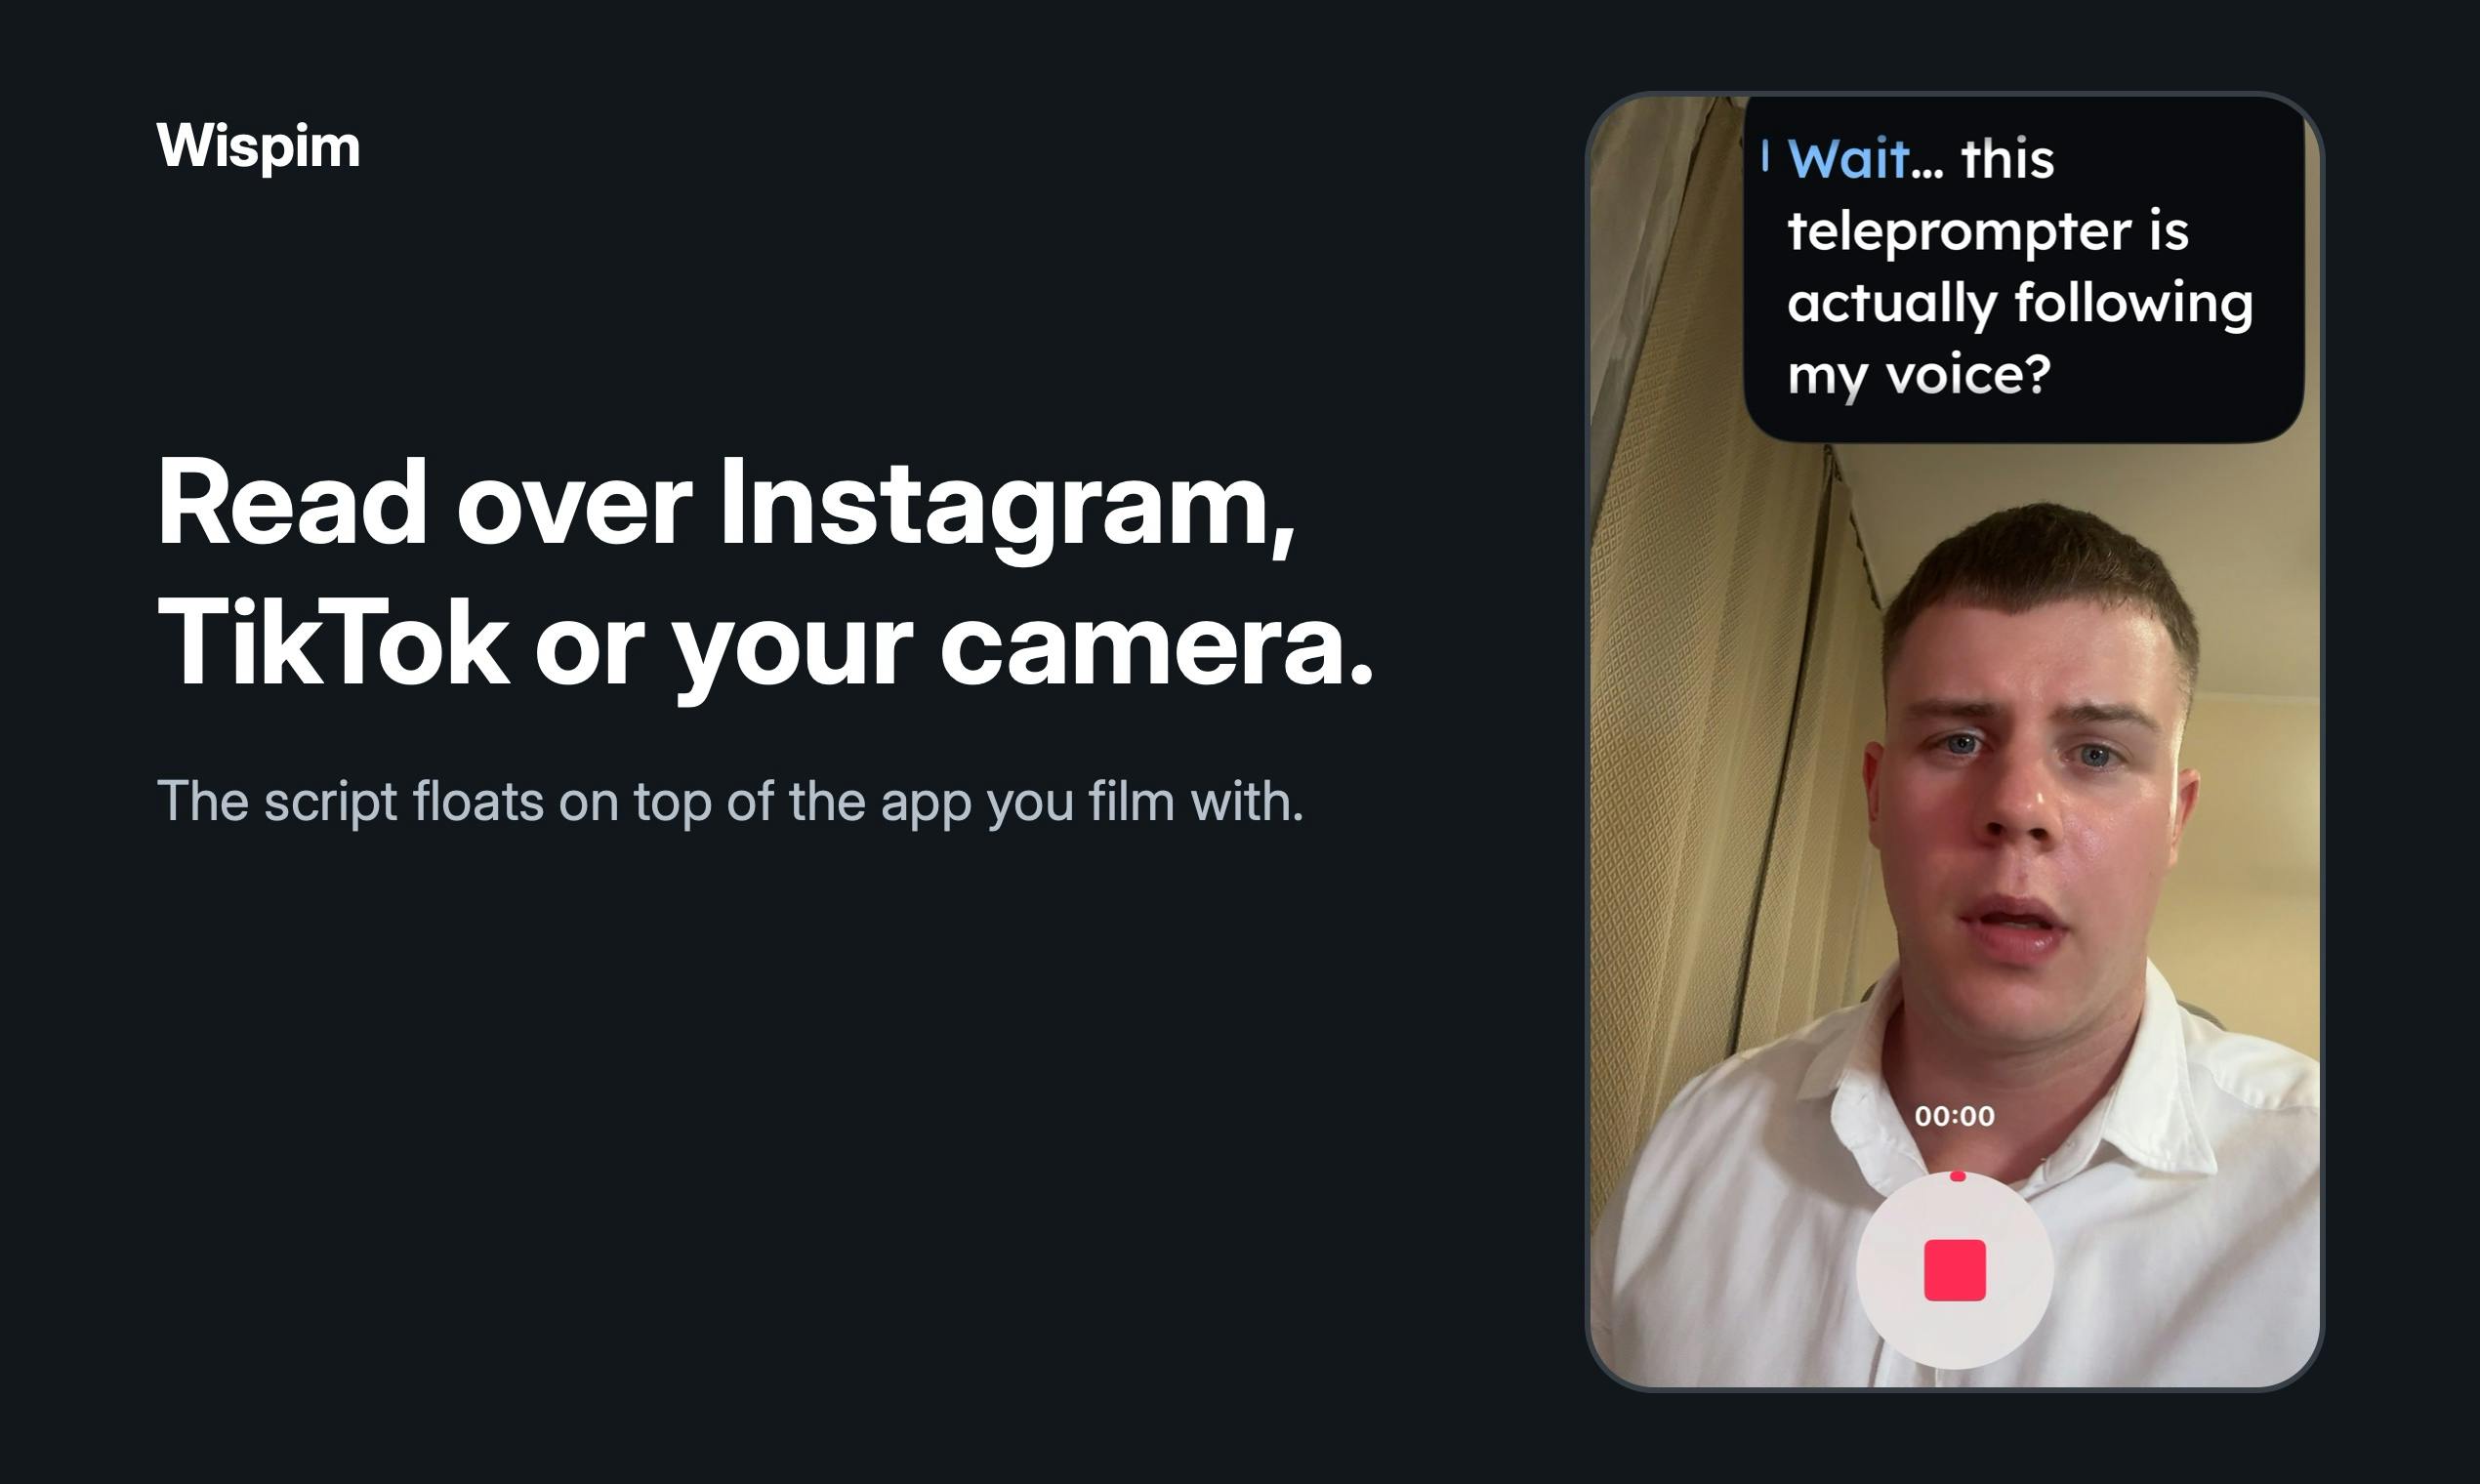 Wispim
Read over Instagram,
TikTok or your camera.
The script floats on top of the app you film with.
Wait... this
teleprompter is
actually following
my voice?
00:00